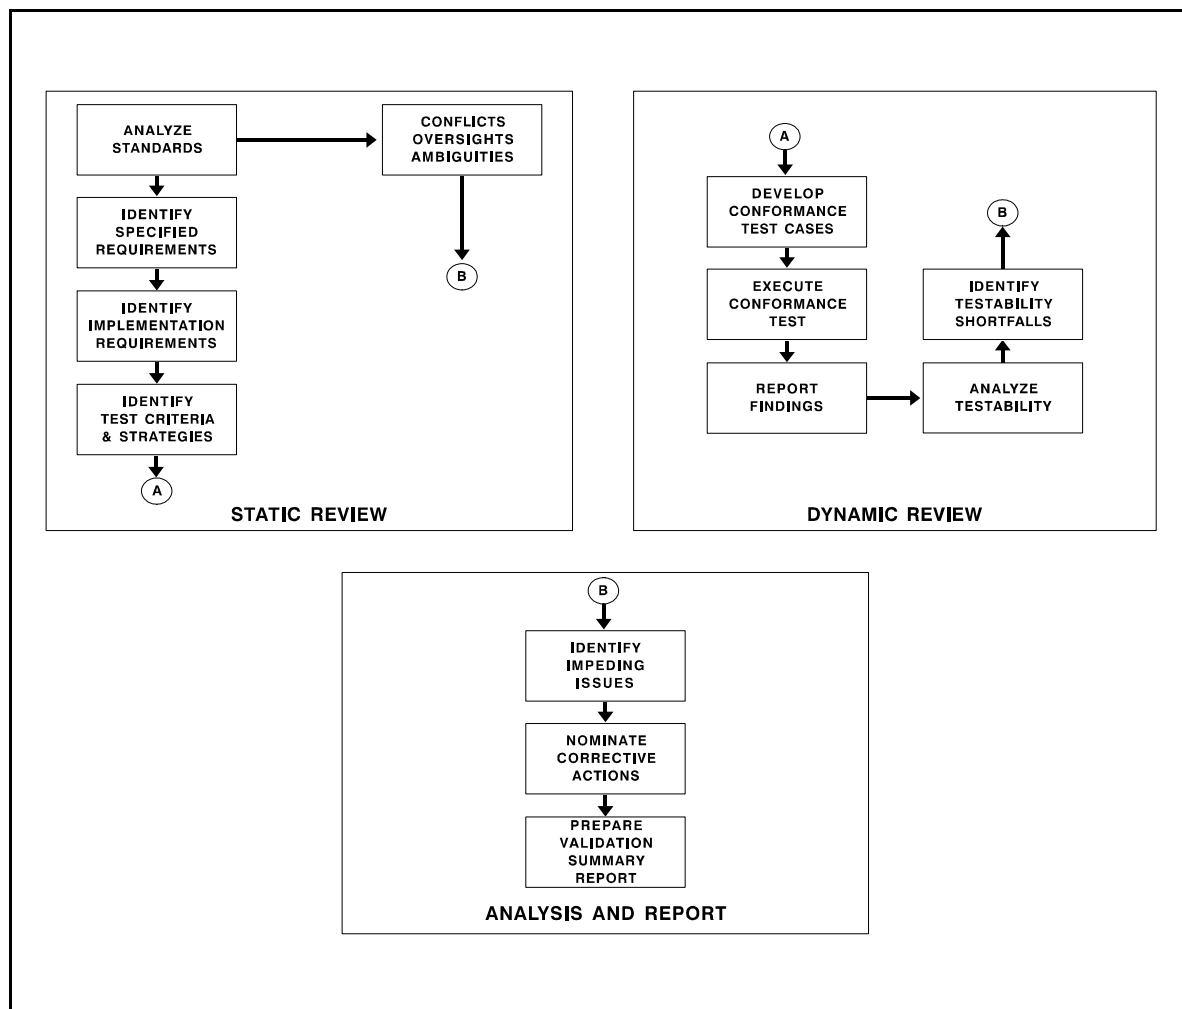 ANALYZE
STANDARDS
CONFLICTS
OVERSIGHTS
AMBIGUITIES
IDENTIFY
SPECIFIED
REQUIREMENTS
B
IDENTIFY
IMPLEMENTATION
REQUIREMENTS
IDENTIFY
TEST CRITERIA
& STRATEGIES
A
STATIC REVIEW
A
DEVELOP
CONFORMANCE
TEST CASES
EXECUTE
CONFORMANCE
TEST
REPORT
FINDINGS
ANALYZE
TESTABILITY
IDENTIFY
TESTABILITY
SHORTFALLS
B
DYNAMIC REVIEW
B
IDENTIFY
IMPEDING
ISSUES
NOMINATE
CORRECTIVE
ACTIONS
PREPARE
VALIDATION
SUMMARY
REPORT
ANALYSIS AND REPORT